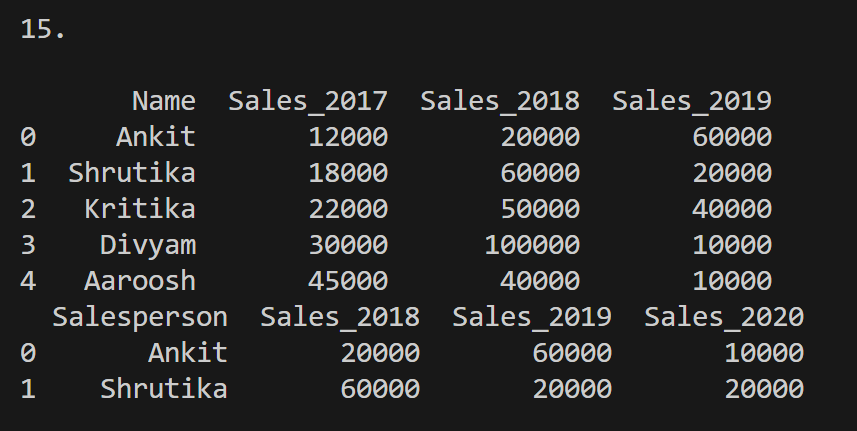 15.
Name Sales_2017 Sales_2018 Sales_2019
0 Ankit 12000 20000 60000
1 Shrutika 18000 60000 20000
2 Kritika 22000 50000 40000
3 Divyam 30000 100000 10000
4 Aaroosh 45000 40000 10000
Salesperson Sales_2018 Sales_2019 Sales_2020
0 Ankit 20000 60000 10000
1 Shrutika 60000 20000 20000